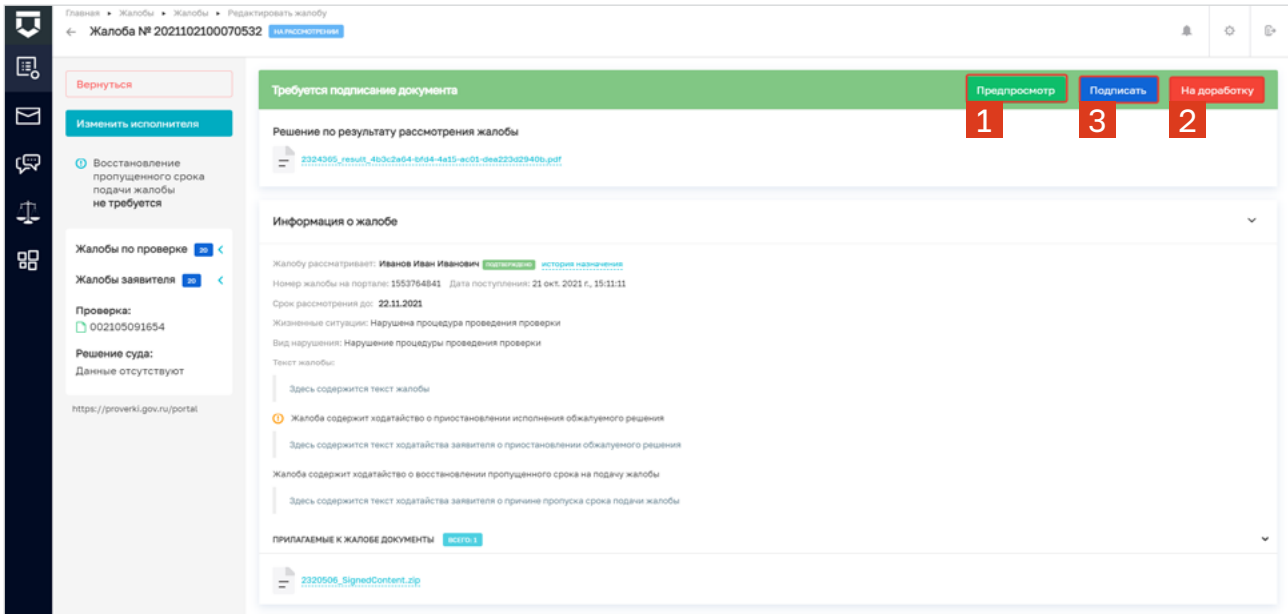 Главная ▸ Жалобы ▸ Жалобы ▸ Редактировать жалобу
← Жалоба № 2021102100070532 НА РАССМОТРЕНИИ
Вернуться
Изменить исполнителя
Восстановление
пропущенного срока
подачи жалобы
не требуется
Жалобы по проверке 20
Жалобы заявителя 20
Проверка:
002105091654
Решение суда:
Данные отсутствуют
https://proverki.gov.ru/portal
Требуется подписание документа
Предпросмотр Подписать На доработку
1 3 2
Решение по результату рассмотрения жалобы
2324365_result_4b3c2a64-bfd4-4a15-ac01-dea223d2940b.pdf
Информация о жалобе
Жалобу рассматривает: Иванов Иван Иванович ПОДТВЕРЖДЕНО история назначения
Номер жалобы на портале: 1553764841 Дата поступления: 21 окт. 2021 г., 15:11:11
Срок рассмотрения до: 22.11.2021
Жизненные ситуации: Нарушена процедура проведения проверки
Вид нарушения: Нарушение процедуры проведения проверки
Текст жалобы:
Здесь содержится текст жалобы
Жалоба содержит ходатайство о приостановлении исполнения обжалуемого решения
Здесь содержится текст ходатайства заявителя о приостановлении обжалуемого решения
Жалоба содержит ходатайство о восстановлении пропущенного срока на подачу жалобы
Здесь содержится текст ходатайства заявителя о причине пропуска срока подачи жалобы
ПРИЛАГАЕМЫЕ К ЖАЛОБЕ ДОКУМЕНТЫ ВСЕГО: 1
2320506_SignedContent.zip